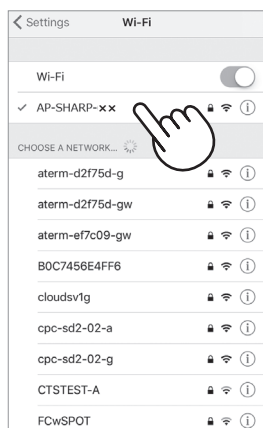 Settings Wi-Fi
Wi-Fi
AP-SHARP-××
CHOOSE A NETWORK...
aterm-d2f75d-g
aterm-d2f75d-gw
aterm-ef7c09-gw
B0C7456E4FF6
cloudsv1g
cpc-sd2-02-a
cpc-sd2-02-g
CTSTEST-A
FCwSPOT